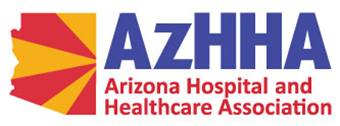 AzHHA
Arizona Hospital and
Healthcare Association